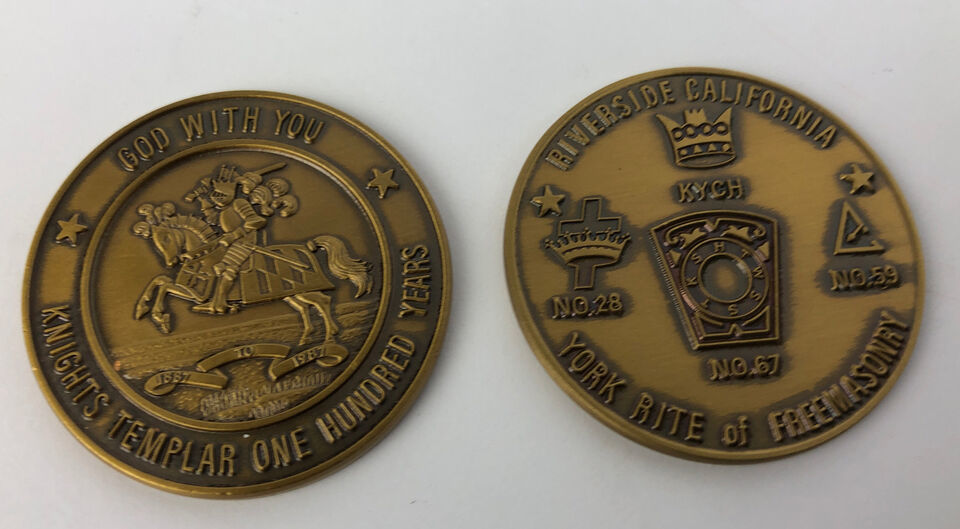 GOD WITH YOU
1887 TO 1987
KNIGHTS TEMPLAR ONE HUNDRED YEARS
RIVERSIDE CALIFORNIA
KYCH
H T W S S T K S
NO.28
NO.59
NO.67
YORK RITE of FREEMASONRY